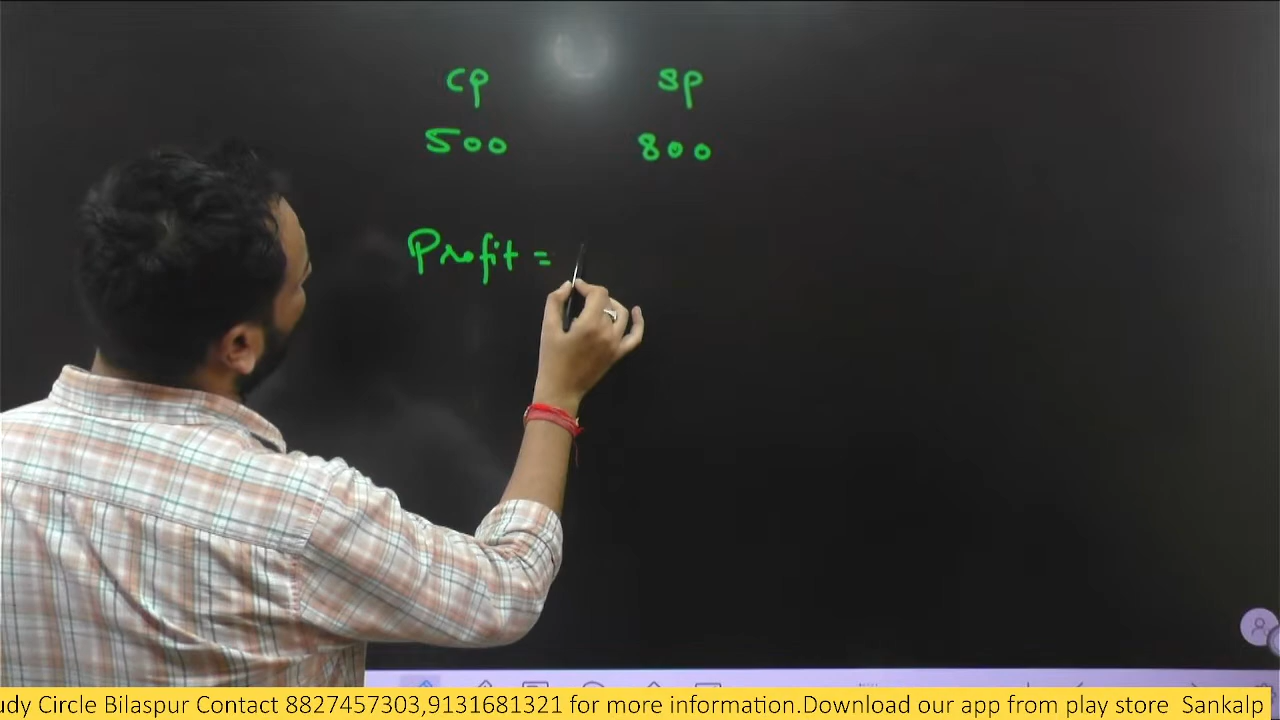 CP SP
500 800
Profit =
udy Circle Bilaspur Contact 8827457303,9131681321 for more information.Download our app from play store Sankalp